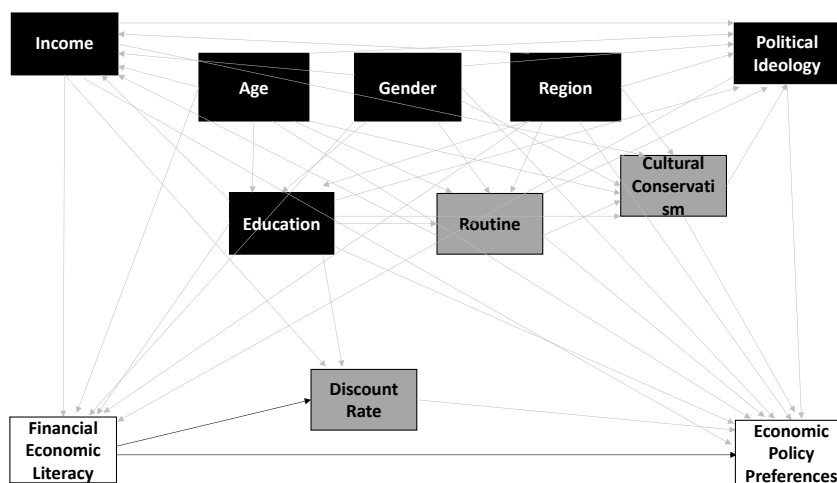 Income
Political
Ideology
Age
Gender
Region
Cultural
Conservati
sm
Education
Routine
Discount
Rate
Financial
Economic
Literacy
Economic
Policy
Preferences